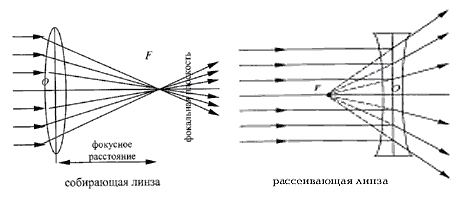 F
O
фокальная плоскость
фокусное
расстояние
собирающая линза
F
O
рассеивающая линза